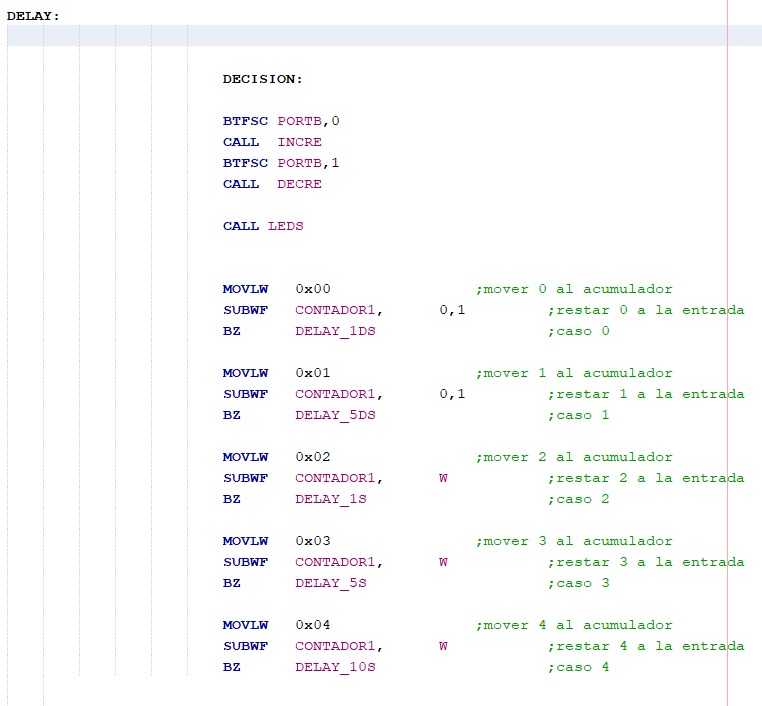 DELAY:
DECISION:
BTFSC PORTB,0
CALL INCRE
BTFSC PORTB,1
CALL DECRE
CALL LEDS
MOVLW 0x00 ;mover 0 al acumulador
SUBWF CONTADOR1, 0,1 ;restar 0 a la entrada
BZ DELAY_1DS ;caso 0
MOVLW 0x01 ;mover 1 al acumulador
SUBWF CONTADOR1, 0,1 ;restar 1 a la entrada
BZ DELAY_5DS ;caso 1
MOVLW 0x02 ;mover 2 al acumulador
SUBWF CONTADOR1, W ;restar 2 a la entrada
BZ DELAY_1S ;caso 2
MOVLW 0x03 ;mover 3 al acumulador
SUBWF CONTADOR1, W ;restar 3 a la entrada
BZ DELAY_5S ;caso 3
MOVLW 0x04 ;mover 4 al acumulador
SUBWF CONTADOR1, W ;restar 4 a la entrada
BZ DELAY_10S ;caso 4